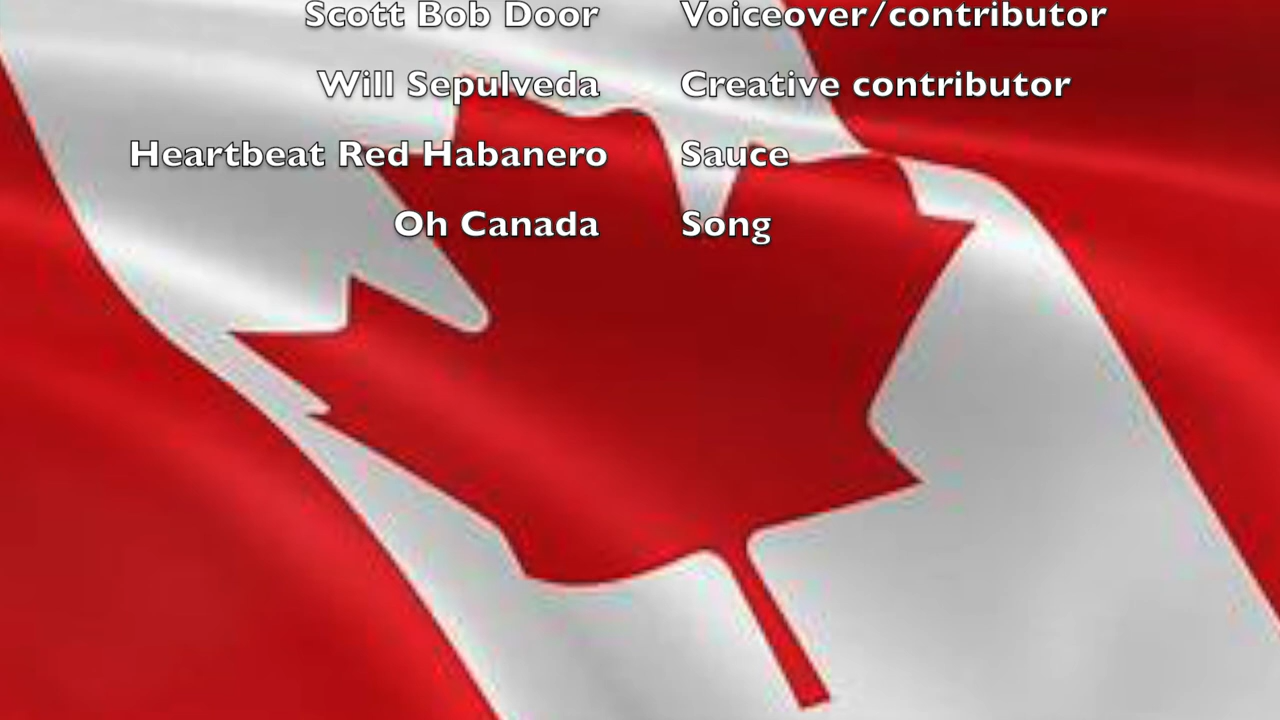 Scott Bob Door Voiceover/contributor
Will Sepulveda Creative contributor
Heartbeat Red Habanero Sauce
Oh Canada Song